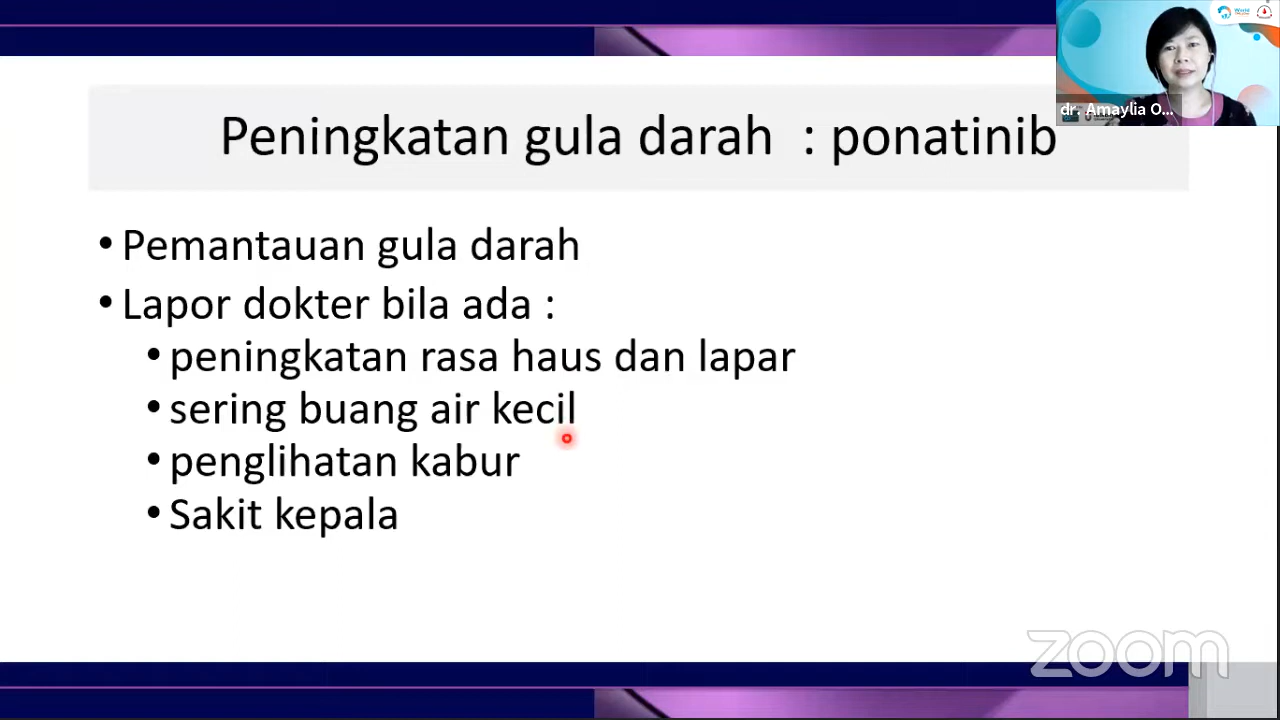 dr. Amaylia O...
Peningkatan gula darah : ponatinib
• Pemantauan gula darah
• Lapor dokter bila ada :
• peningkatan rasa haus dan lapar
• sering buang air kecil
• penglihatan kabur
• Sakit kepala
zoom